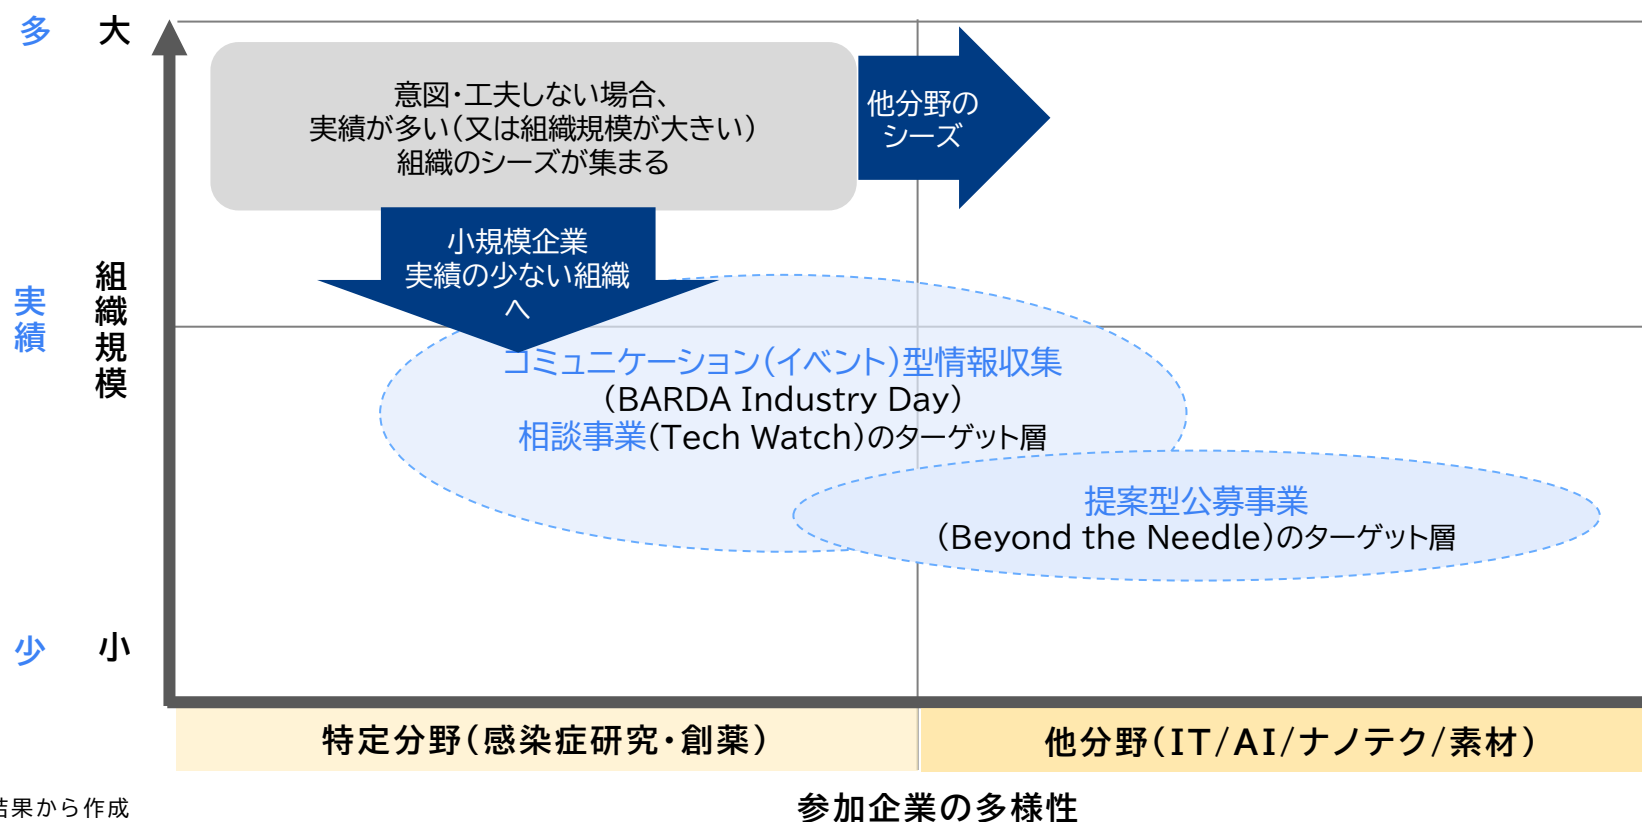 多 大
意図・工夫しない場合、
実績が多い(又は組織規模が大きい)
組織のシーズが集まる
他分野の
シーズ
小規模企業
実績の少ない組織
へ
実績
組織規模
コミュニケーション(イベント)型情報収集
(BARDA Industry Day)
相談事業(Tech Watch)のターゲット層
提案型公募事業
(Beyond the Needle)のターゲット層
少 小
特定分野(感染症研究・創薬)
他分野(IT/AI/ナノテク/素材)
結果から作成
参加企業の多様性